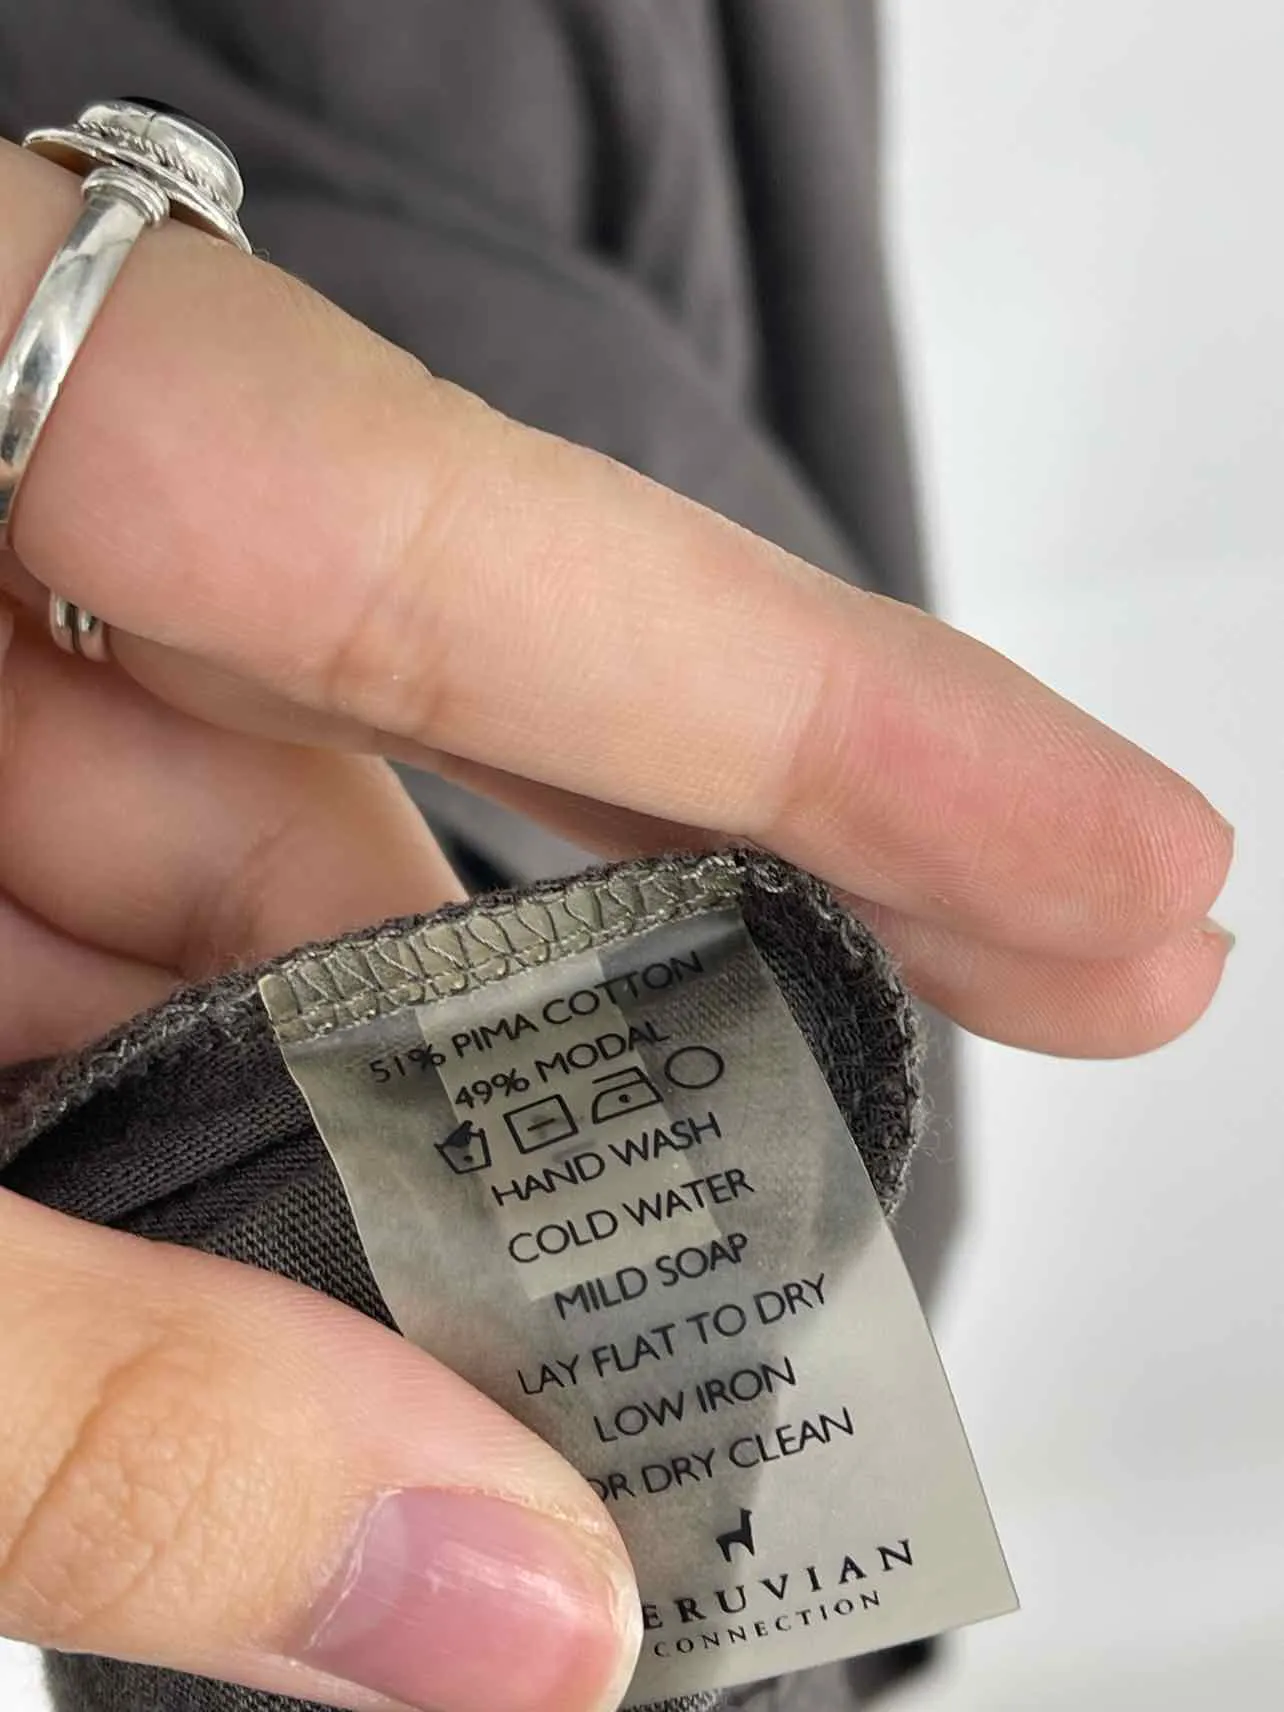 51% PIMA COTTON
49% MODAL
HAND WASH
COLD WATER
MILD SOAP
LAY FLAT TO DRY
LOW IRON
OR DRY CLEAN
ERUVIAN
CONNECTION